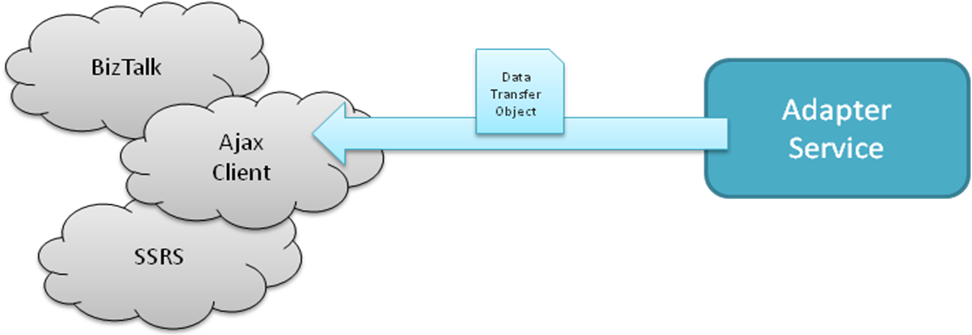 BizTalk
Ajax
Client
SSRS
Data
Transfer
Object
Adapter
Service